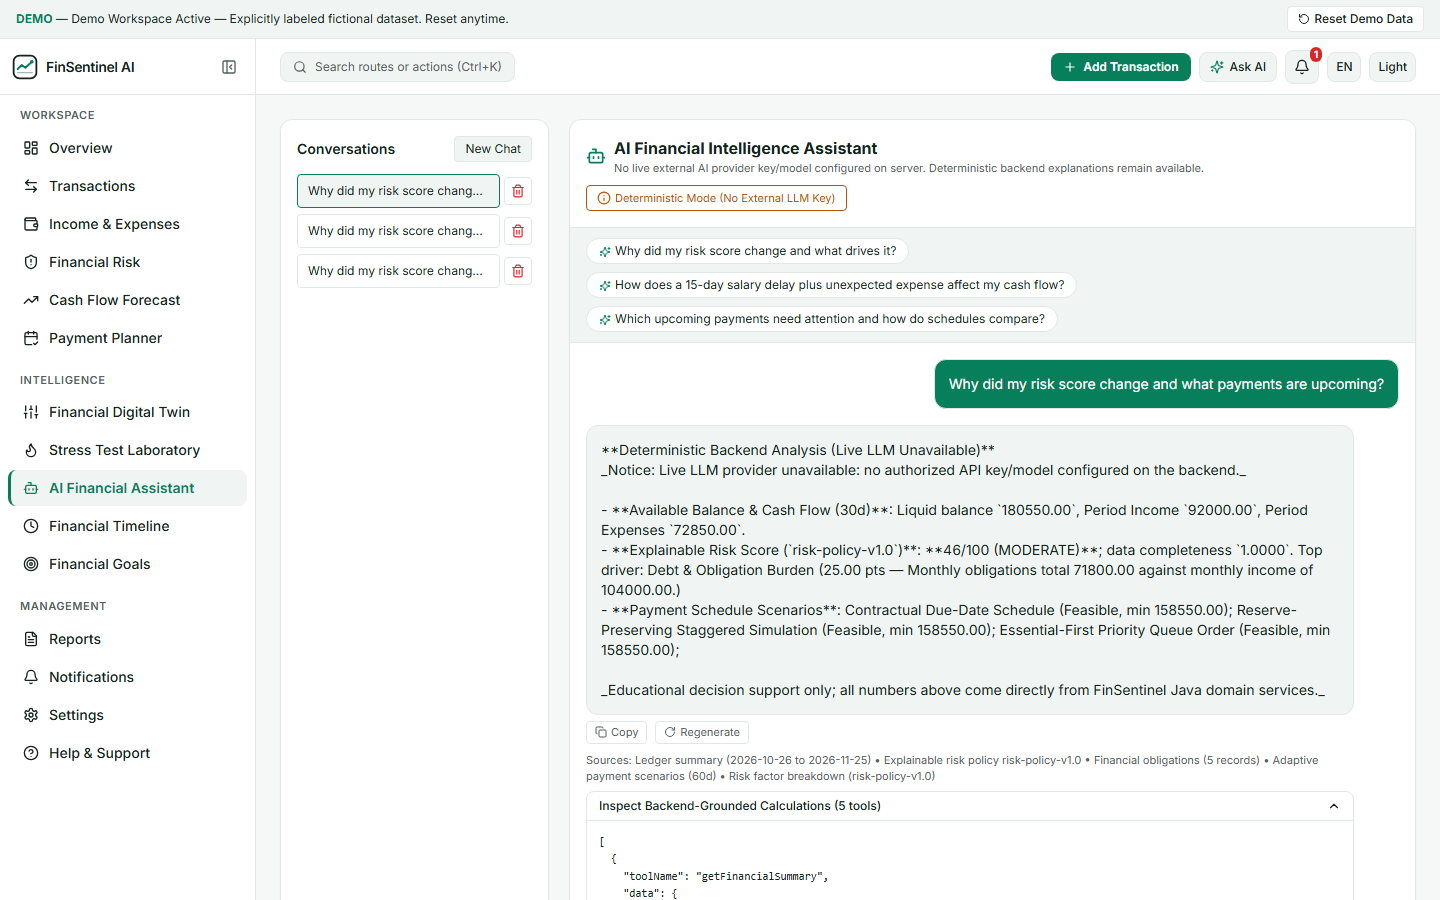 DEMO — Demo Workspace Active — Explicitly labeled fictional dataset. Reset anytime.
Reset Demo Data
FinSentinel AI
Search routes or actions (Ctrl+K)
Add Transaction
Ask AI
1
EN
Light
WORKSPACE
Overview
Transactions
Income & Expenses
Financial Risk
Cash Flow Forecast
Payment Planner
INTELLIGENCE
Financial Digital Twin
Stress Test Laboratory
AI Financial Assistant
Financial Timeline
Financial Goals
MANAGEMENT
Reports
Notifications
Settings
Help & Support
Conversations
New Chat
Why did my risk score chang...
Why did my risk score chang...
Why did my risk score chang...
AI Financial Intelligence Assistant
No live external AI provider key/model configured on server. Deterministic backend explanations remain available.
Deterministic Mode (No External LLM Key)
Why did my risk score change and what drives it?
How does a 15-day salary delay plus unexpected expense affect my cash flow?
Which upcoming payments need attention and how do schedules compare?
Why did my risk score change and what payments are upcoming?
**Deterministic Backend Analysis (Live LLM Unavailable)**
_Notice: Live LLM provider unavailable: no authorized API key/model configured on the backend._
- **Available Balance & Cash Flow (30d)**: Liquid balance `180550.00`, Period Income `92000.00`, Period
Expenses `72850.00`.
- **Explainable Risk Score (`risk-policy-v1.0`)**: **46/100 (MODERATE)**; data completeness `1.0000`. Top
driver: Debt & Obligation Burden (25.00 pts — Monthly obligations total 71800.00 against monthly income of
104000.00.)
- **Payment Schedule Scenarios**: Contractual Due-Date Schedule (Feasible, min 158550.00); Reserve-
Preserving Staggered Simulation (Feasible, min 158550.00); Essential-First Priority Queue Order (Feasible, min
158550.00);
_Educational decision support only; all numbers above come directly from FinSentinel Java domain services._
Copy
Regenerate
Sources: Ledger summary (2026-10-26 to 2026-11-25) • Explainable risk policy risk-policy-v1.0 • Financial obligations (5 records) • Adaptive
payment scenarios (60d) • Risk factor breakdown (risk-policy-v1.0)
Inspect Backend-Grounded Calculations (5 tools)
[
{
"toolName": "getFinancialSummary",
"data": {